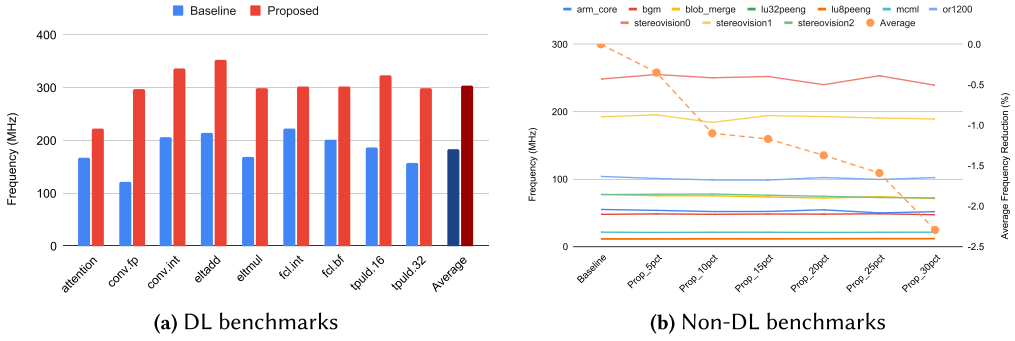 Baseline Proposed
Frequency (MHz)
400
300
200
100
0
attention
conv.fp
conv.int
eltadd
eltmul
fcl.int
fcl.bf
tpuld.16
tpuld.32
Average
(a) DL benchmarks
arm_core bgm blob_merge lu32peeng lu8peeng mcml or1200
stereovision0 stereovision1 stereovision2 Average
Frequency (MHz)
300
200
100
0
0.0
-0.5
-1.0
-1.5
-2.0
-2.5
Average Frequency Reduction (%)
Baseline
Prop_5pct
Prop_10pct
Prop_15pct
Prop_20pct
Prop_25pct
Prop_30pct
(b) Non-DL benchmarks